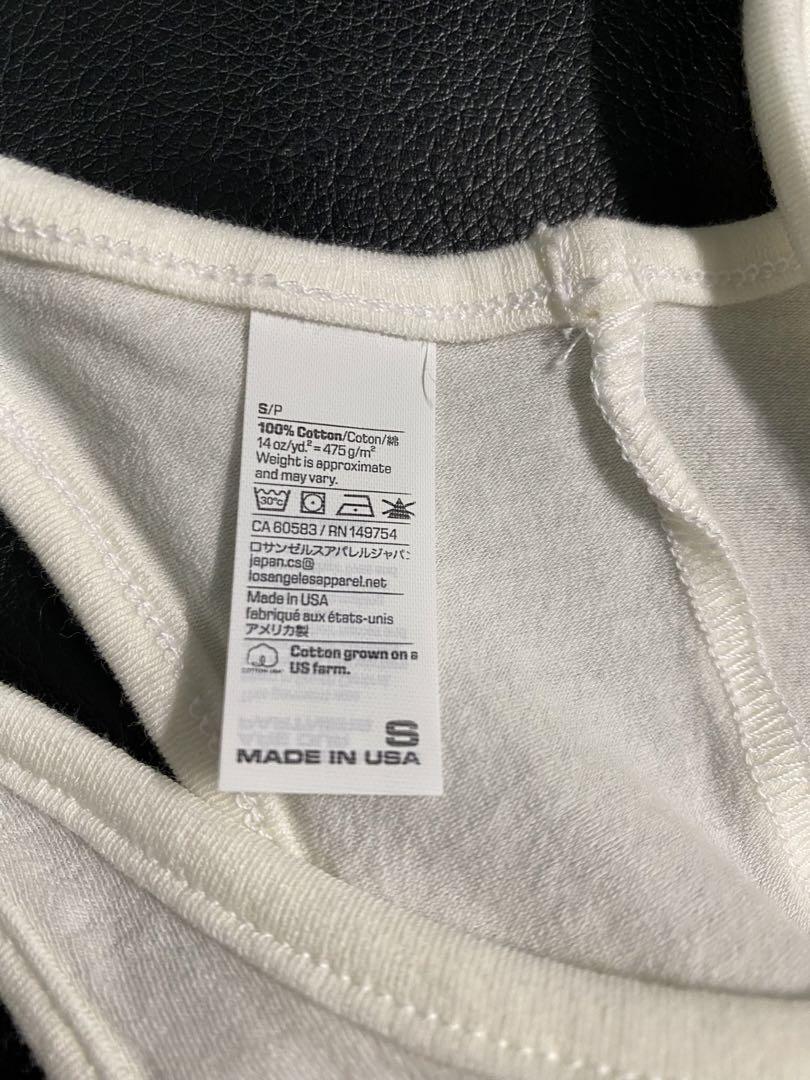 S/P
100% Cotton/Coton/綿
14 oz/yd.² = 475 g/m²
Weight is approximate
and may vary.
30°C
CA 60583 / RN 149754
ロサンゼルスアパレルジャパン
japan.cs@
losangelesapparel.net
Made in USA
fabriqué aux états-unis
アメリカ製
Cotton grown on a
US farm.
COTTON USA
S
MADE IN USA